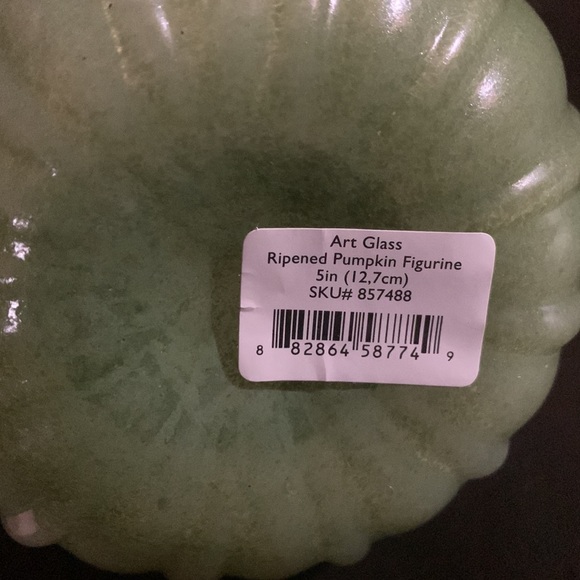 Art Glass
Ripened Pumpkin Figurine
5in (12,7cm)
SKU# 857488
8 82864 58774 9